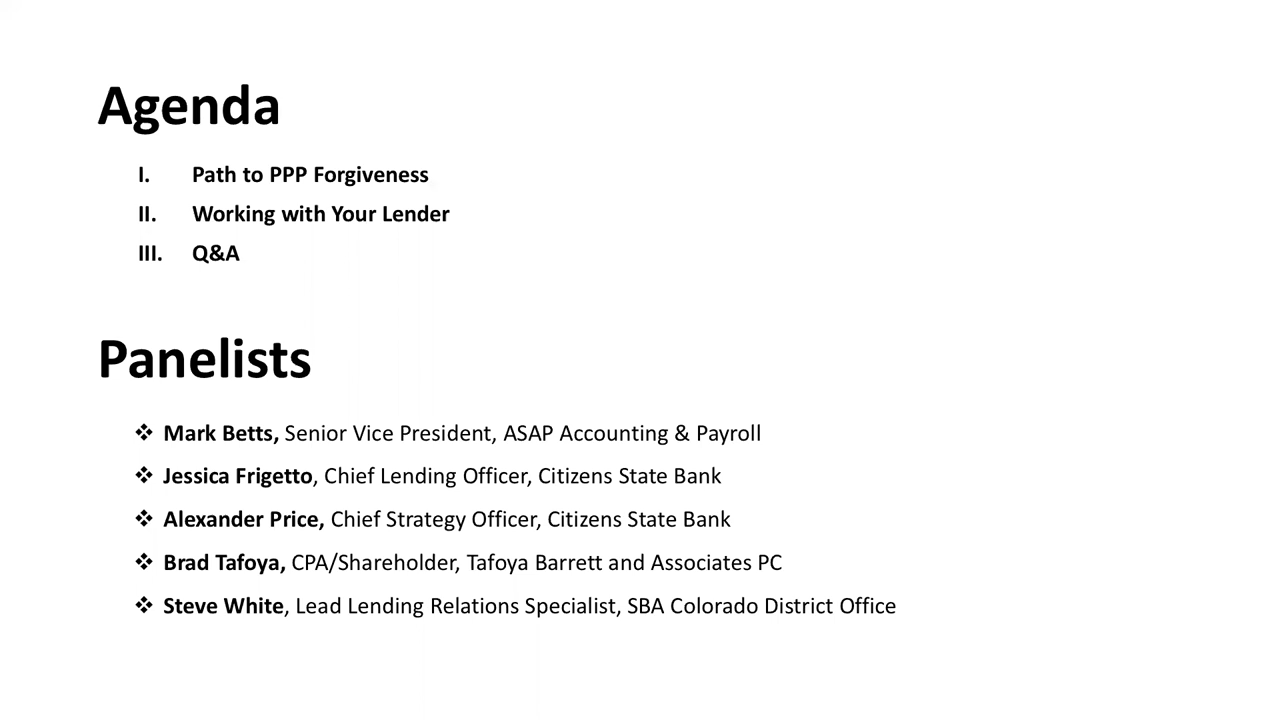 Agenda
I. Path to PPP Forgiveness
II. Working with Your Lender
III. Q&A
Panelists
❖ Mark Betts, Senior Vice President, ASAP Accounting & Payroll
❖ Jessica Frigetto, Chief Lending Officer, Citizens State Bank
❖ Alexander Price, Chief Strategy Officer, Citizens State Bank
❖ Brad Tafoya, CPA/Shareholder, Tafoya Barrett and Associates PC
❖ Steve White, Lead Lending Relations Specialist, SBA Colorado District Office